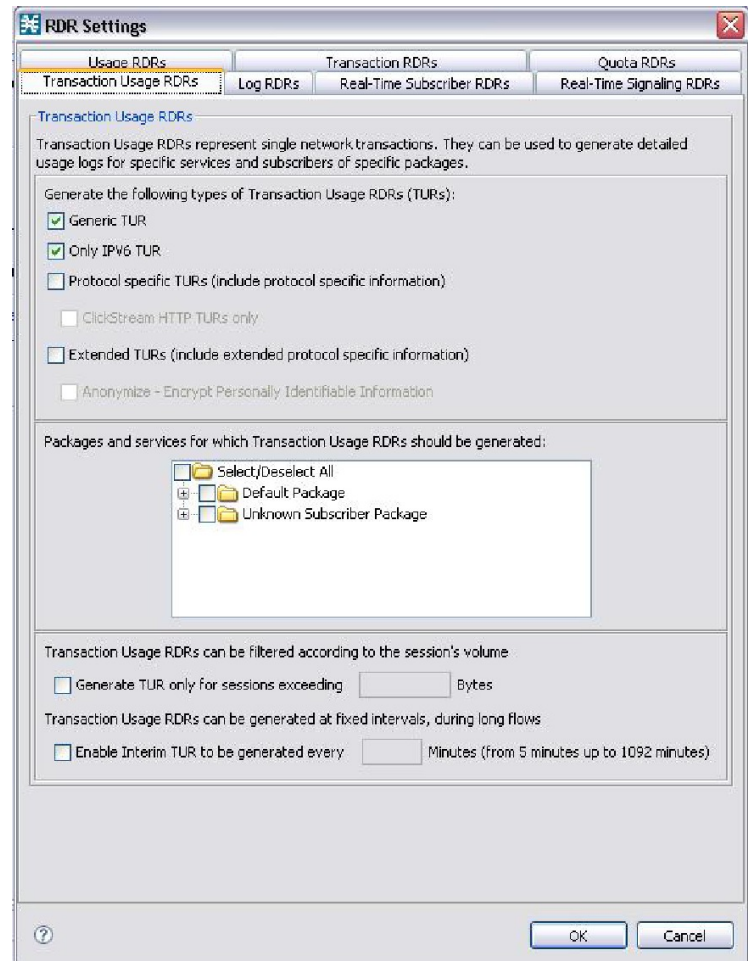 RDR Settings
Usage RDRs
Transaction RDRs
Quota RDRs
Transaction Usage RDRs
Log RDRs
Real-Time Subscriber RDRs
Real-Time Signaling RDRs
Transaction Usage RDRs
Transaction Usage RDRs represent single network transactions. They can be used to generate detailed
usage logs for specific services and subscribers of specific packages.
Generate the following types of Transaction Usage RDRs (TURs):
Generic TUR
Only IPV6 TUR
Protocol specific TURs (include protocol specific information)
ClickStream HTTP TURs only
Extended TURs (include extended protocol specific information)
Anonymize - Encrypt Personally Identifiable Information
Packages and services for which Transaction Usage RDRs should be generated:
Select/Deselect All
Default Package
Unknown Subscriber Package
Transaction Usage RDRs can be filtered according to the session's volume
Generate TUR only for sessions exceeding Bytes
Transaction Usage RDRs can be generated at fixed intervals, during long flows
Enable Interim TUR to be generated every Minutes (from 5 minutes up to 1092 minutes)
?
OK
Cancel